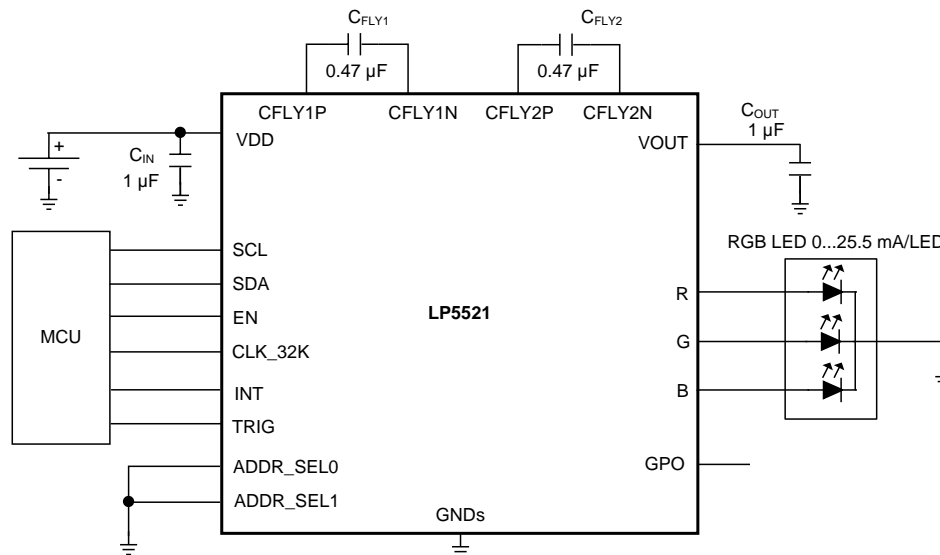 CFLY1
CFLY2
0.47 µF
0.47 µF
CFLY1P
CFLY1N
CFLY2P
CFLY2N
COUT
1 µF
VDD
VOUT
+
-
CIN
1 µF
SCL
RGB LED 0...25.5 mA/LED
SDA
R
EN
LP5521
MCU
G
CLK_32K
INT
B
TRIG
ADDR_SEL0
GPO
ADDR_SEL1
GNDs